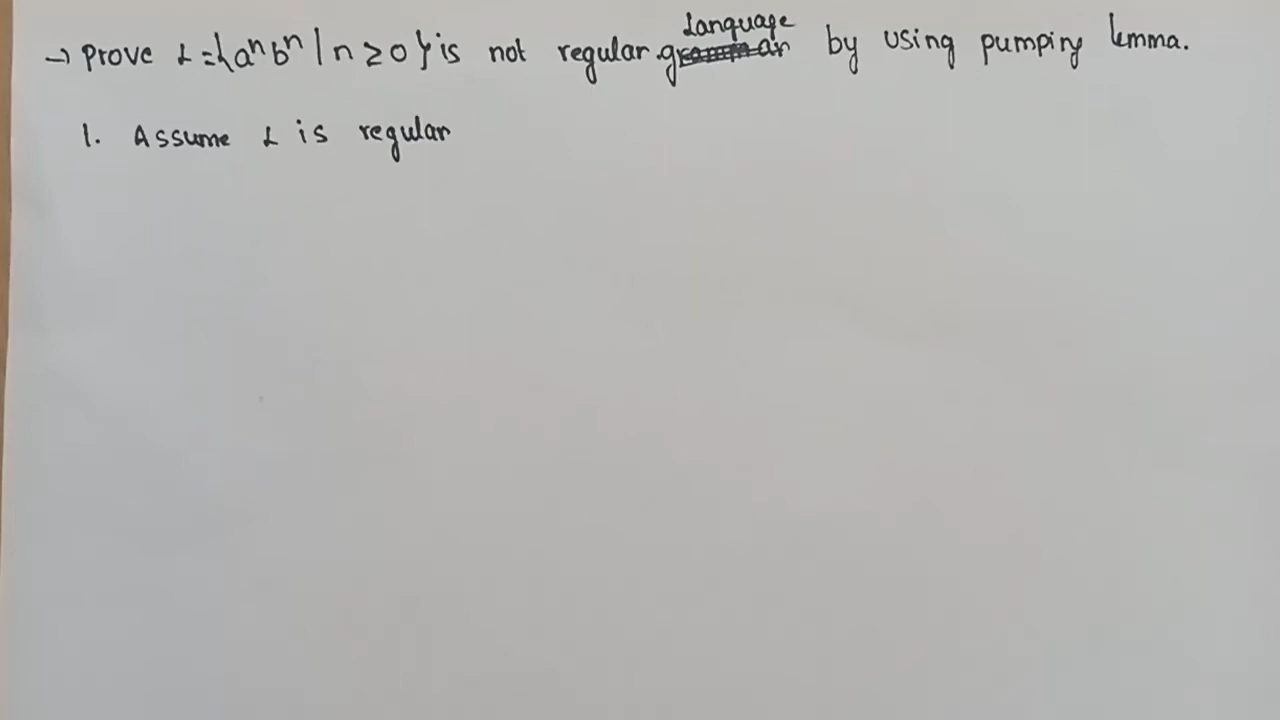 → Prove L = {aⁿbⁿ | n ≥ 0} is not regular Language by using pumping lemma.
1. Assume L is regular